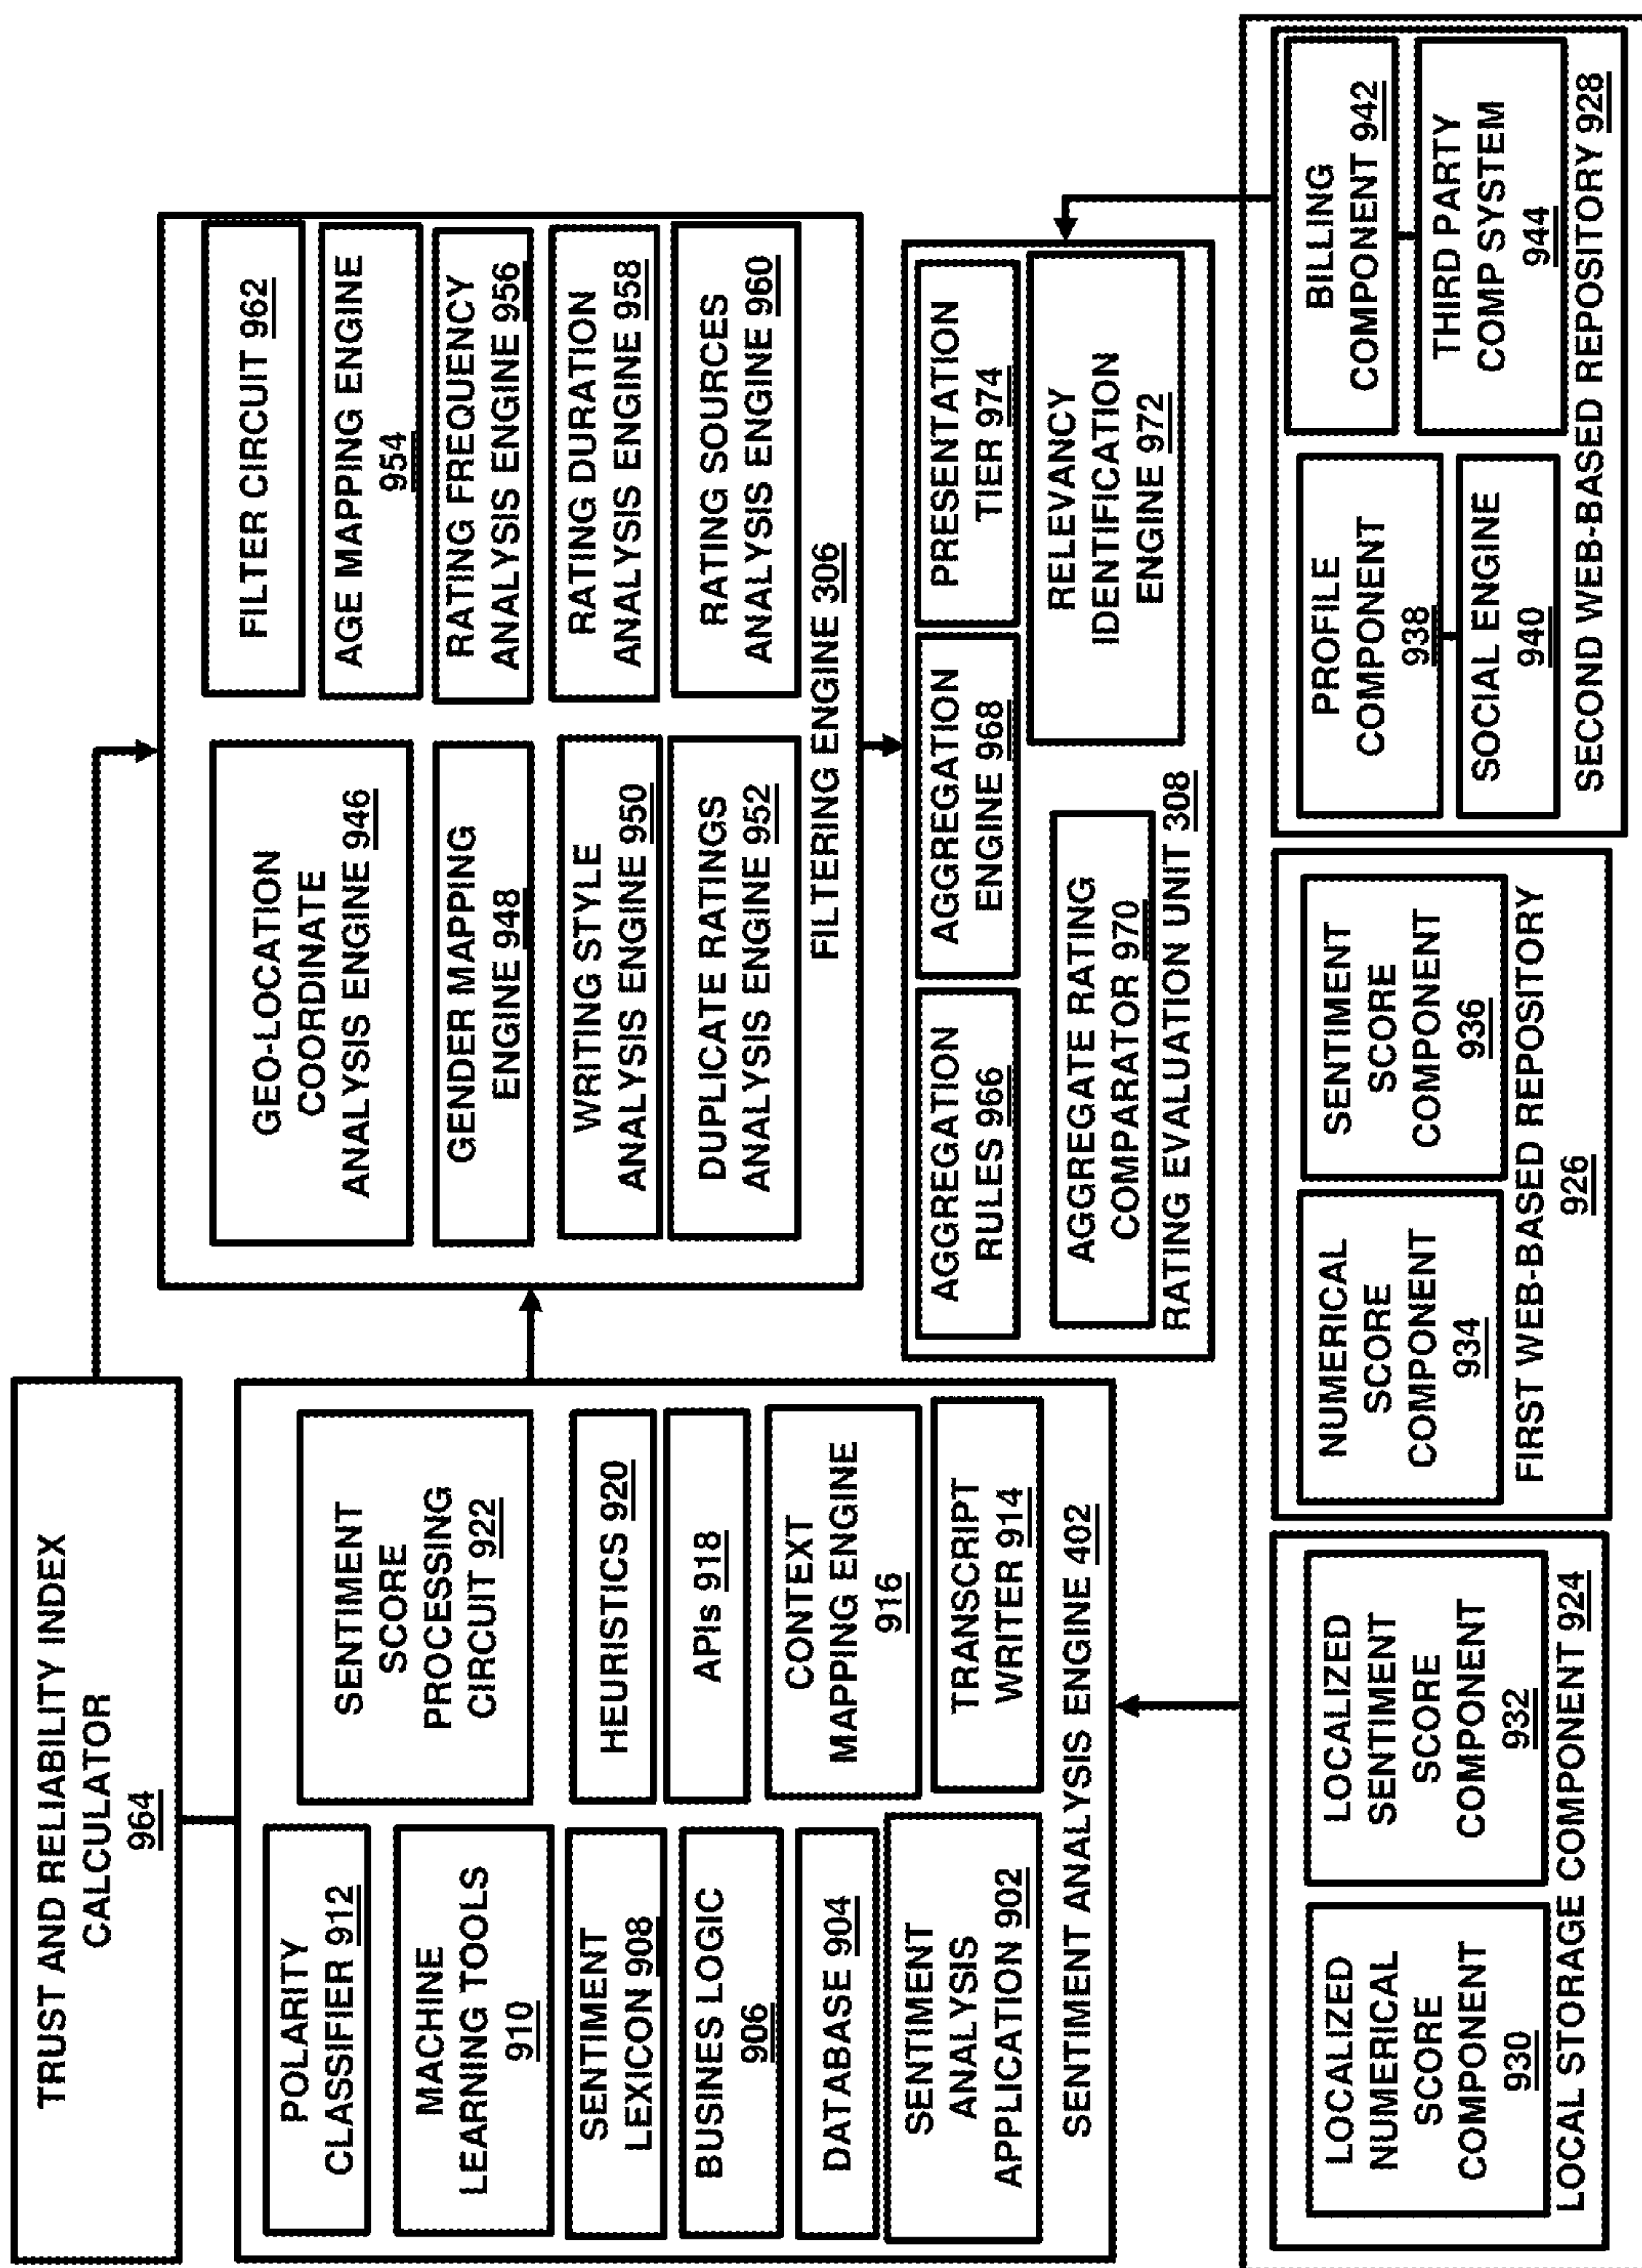 TRUST AND RELIABILITY INDEX
CALCULATOR
964
POLARITY
CLASSIFIER 912
MACHINE
LEARNING TOOLS
910
SENTIMENT
LEXICON 908
BUSINES LOGIC
906
DATABASE 904
SENTIMENT
ANALYSIS
APPLICATION 902
SENTIMENT
SCORE
PROCESSING
CIRCUIT 922
HEURISTICS 920
APIs 918
CONTEXT
MAPPING ENGINE
916
TRANSCRIPT
WRITER 914
SENTIMENT ANALYSIS ENGINE 402
GEO-LOCATION
COORDINATE
ANALYSIS ENGINE 946
GENDER MAPPING
ENGINE 948
WRITING STYLE
ANALYSIS ENGINE 950
DUPLICATE RATINGS
ANALYSIS ENGINE 952
FILTER CIRCUIT 962
AGE MAPPING ENGINE
954
RATING FREQUENCY
ANALYSIS ENGINE 956
RATING DURATION
ANALYSIS ENGINE 958
RATING SOURCES
ANALYSIS ENGINE 960
FILTERING ENGINE 306
AGGREGATION
RULES 966
AGGREGATION
ENGINE 968
PRESENTATION
TIER 974
AGGREGATE RATING
COMPARATOR 970
RELEVANCY
IDENTIFICATION
ENGINE 972
RATING EVALUATION UNIT 308
LOCALIZED
NUMERICAL
SCORE
COMPONENT
930
LOCALIZED
SENTIMENT
SCORE
COMPONENT
932
LOCAL STORAGE COMPONENT 924
NUMERICAL
SCORE
COMPONENT
934
SENTIMENT
SCORE
COMPONENT
936
FIRST WEB-BASED REPOSITORY
926
PROFILE
COMPONENT
938
SOCIAL ENGINE
940
BILLING
COMPONENT 942
THIRD PARTY
COMP SYSTEM
944
SECOND WEB-BASED REPOSITORY 928